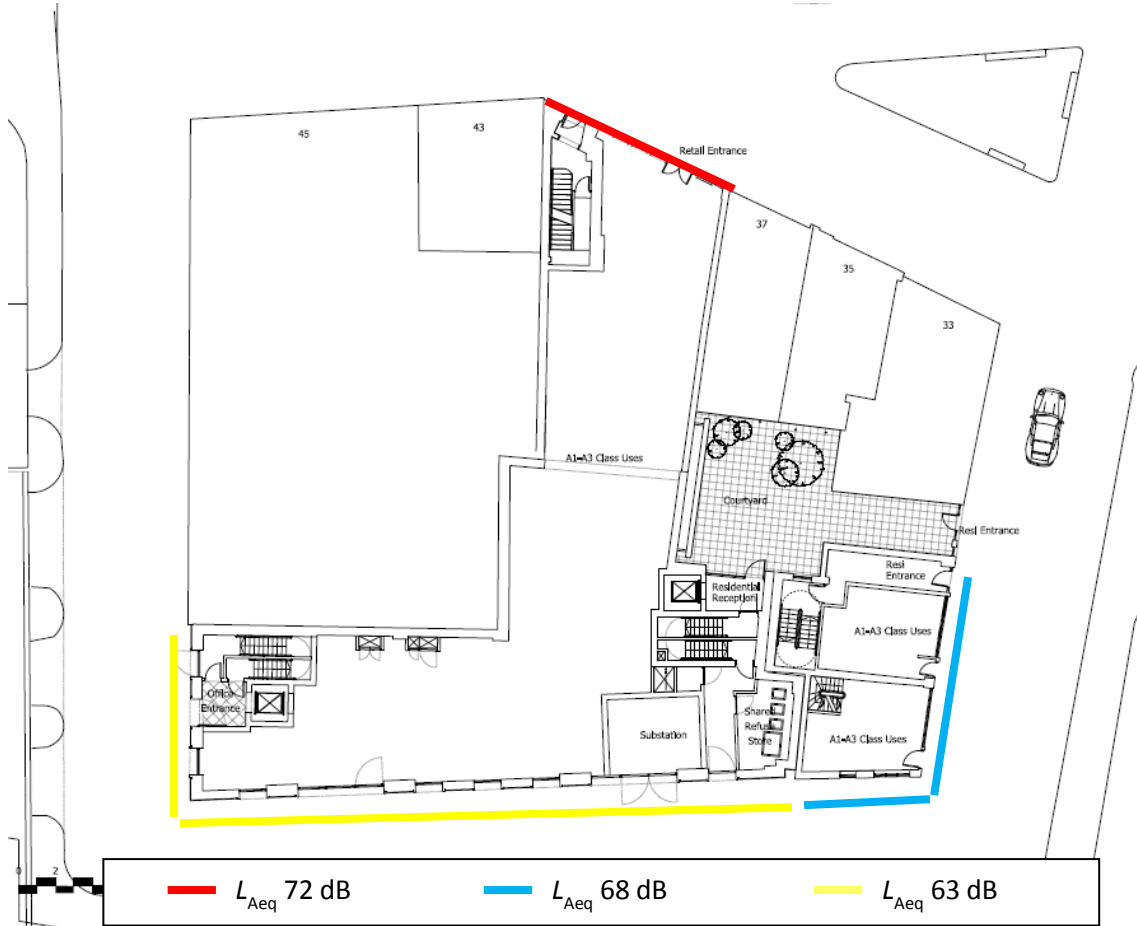 45
43
Retail Entrance
37
35
33
A1-A3 Class Uses
Courtyard
Resi Entrance
Resi
Entrance
Residential
Reception
A1-A3 Class Uses
Office
Entrance
Shared
Refuse
Store
Substation
A1-A3 Class Uses
0 2
LAeq 72 dB
LAeq 68 dB
LAeq 63 dB